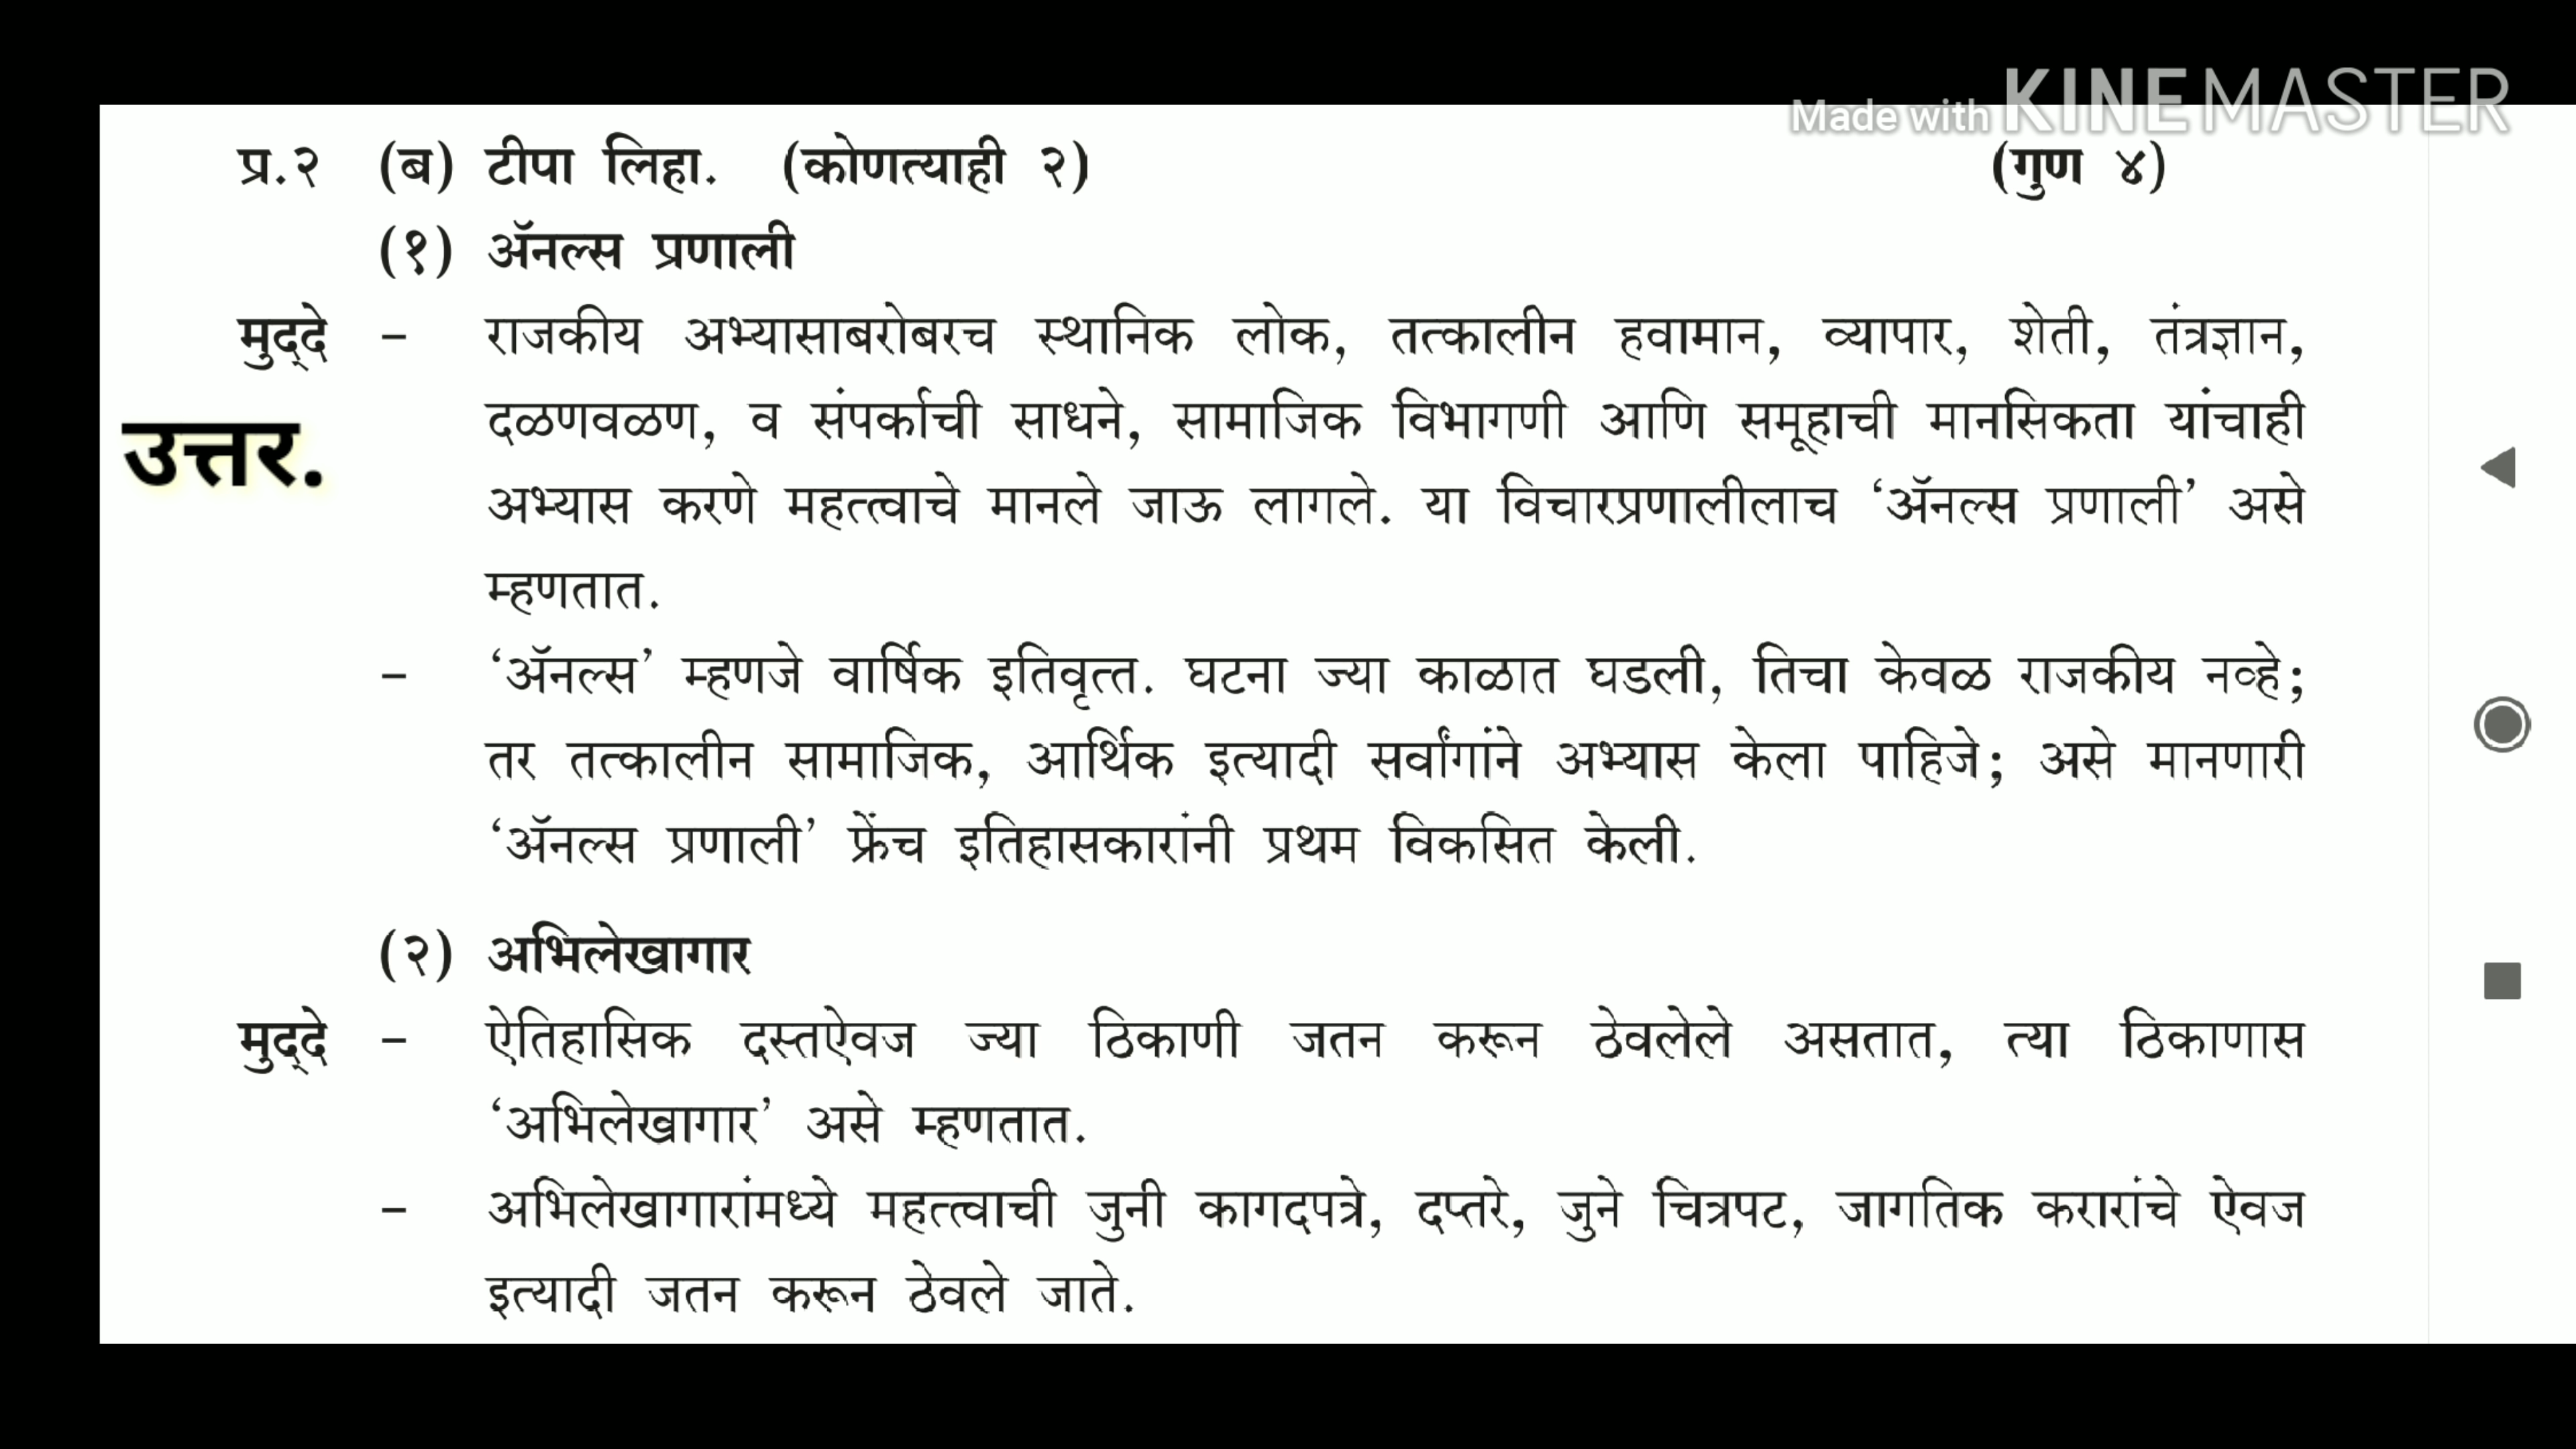 Made with KINEMASTER
प्र.२ (ब) टीपा लिहा. (कोणत्याही २) (गुण ४)
(१) ॲनल्स प्रणाली
मुद्‌दे – राजकीय अभ्यासाबरोबरच स्थानिक लोक, तत्कालीन हवामान, व्यापार, शेती, तंत्रज्ञान,
उत्तर.
दळणवळण, व संपर्काची साधने, सामाजिक विभागणी आणि समूहाची मानसिकता यांचाही
अभ्यास करणे महत्त्वाचे मानले जाऊ लागले. या विचारप्रणालीलाच ‘ॲनल्स प्रणाली’ असे
म्हणतात.
– ‘ॲनल्स’ म्हणजे वार्षिक इतिवृत्त. घटना ज्या काळात घडली, तिचा केवळ राजकीय नव्हे;
तर तत्कालीन सामाजिक, आर्थिक इत्यादी सर्वांगांने अभ्यास केला पाहिजे; असे मानणारी
‘ॲनल्स प्रणाली’ फ्रेंच इतिहासकारांनी प्रथम विकसित केली.
(२) अभिलेखागार
मुद्‌दे – ऐतिहासिक दस्तऐवज ज्या ठिकाणी जतन करून ठेवलेले असतात, त्या ठिकाणास
‘अभिलेखागार’ असे म्हणतात.
– अभिलेखागारांमध्ये महत्त्वाची जुनी कागदपत्रे, दप्तरे, जुने चित्रपट, जागतिक करारांचे ऐवज
इत्यादी जतन करून ठेवले जाते.